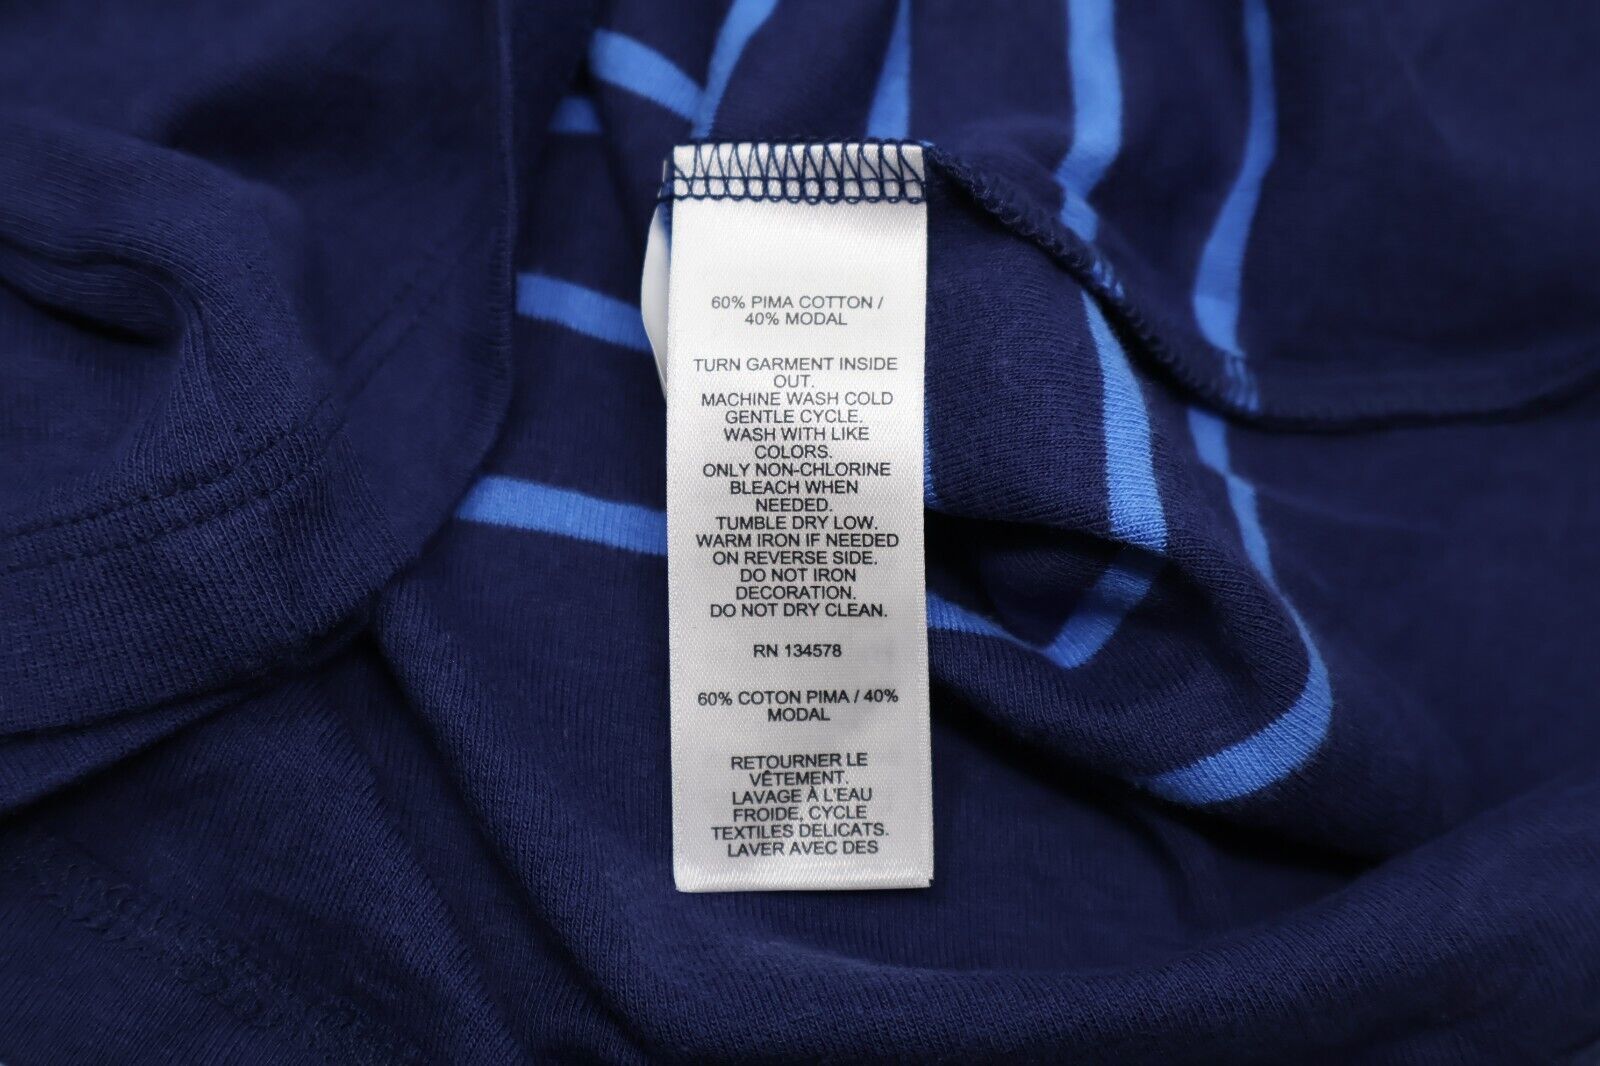 60% PIMA COTTON /
40% MODAL
TURN GARMENT INSIDE
OUT.
MACHINE WASH COLD
GENTLE CYCLE.
WASH WITH LIKE
COLORS.
ONLY NON-CHLORINE
BLEACH WHEN
NEEDED.
TUMBLE DRY LOW.
WARM IRON IF NEEDED
ON REVERSE SIDE.
DO NOT IRON
DECORATION.
DO NOT DRY CLEAN.
RN 134578
60% COTON PIMA / 40%
MODAL
RETOURNER LE
VÊTEMENT.
LAVAGE À L'EAU
FROIDE, CYCLE
TEXTILES DELICATS.
LAVER AVEC DES